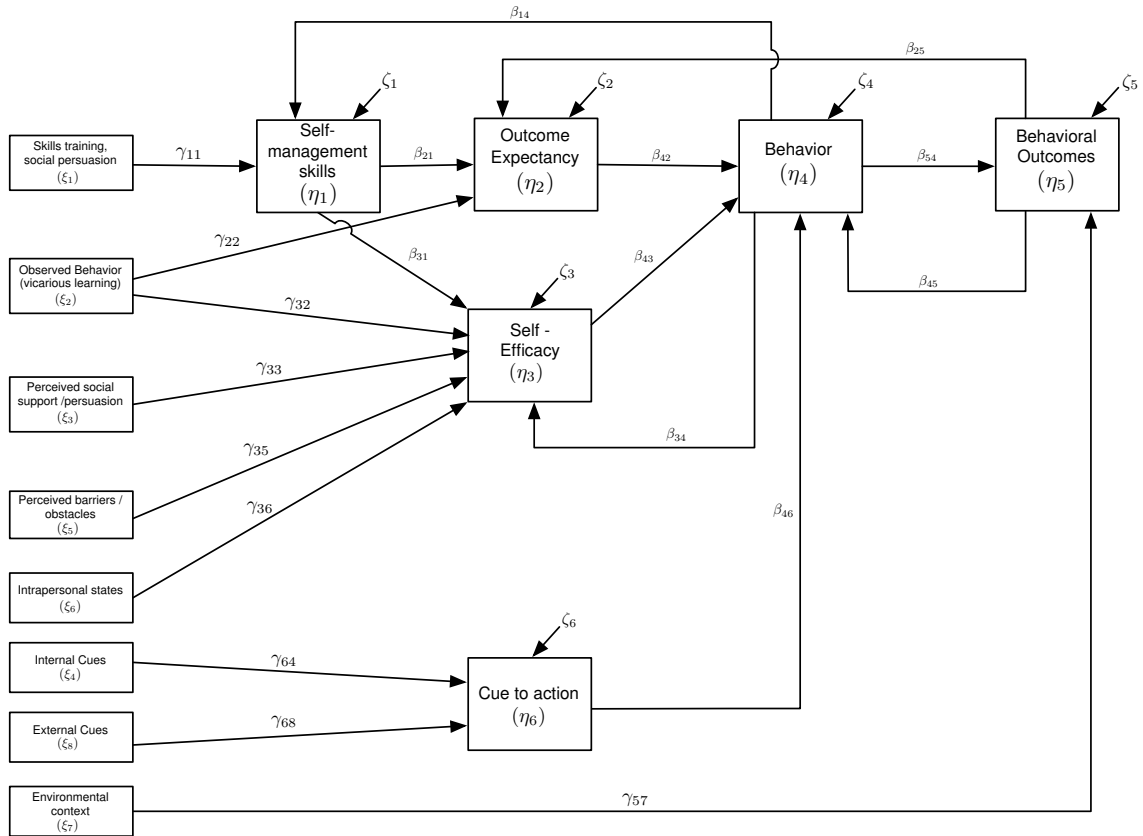 β₁₄
β₂₅
ζ₁
ζ₂
ζ₄
ζ₅
Skills training,
social persuasion
(ξ₁)
γ₁₁
Self-
management
skills
(η₁)
β₂₁
Outcome
Expectancy
(η₂)
β₄₂
Behavior
(η₄)
β₅₄
Behavioral
Outcomes
(η₅)
γ₂₂
β₃₁
β₄₃
β₄₅
Observed Behavior
(vicarious learning)
(ξ₂)
γ₃₂
ζ₃
Self -
Efficacy
(η₃)
γ₃₃
Perceived social
support /persuasion
(ξ₃)
β₃₄
γ₃₅
Perceived barriers /
obstacles
(ξ₅)
γ₃₆
β₄₆
Intrapersonal states
(ξ₆)
ζ₆
Internal Cues
(ξ₄)
γ₆₄
Cue to action
(η₆)
External Cues
(ξ₈)
γ₆₈
Environmental
context
(ξ₇)
γ₅₇